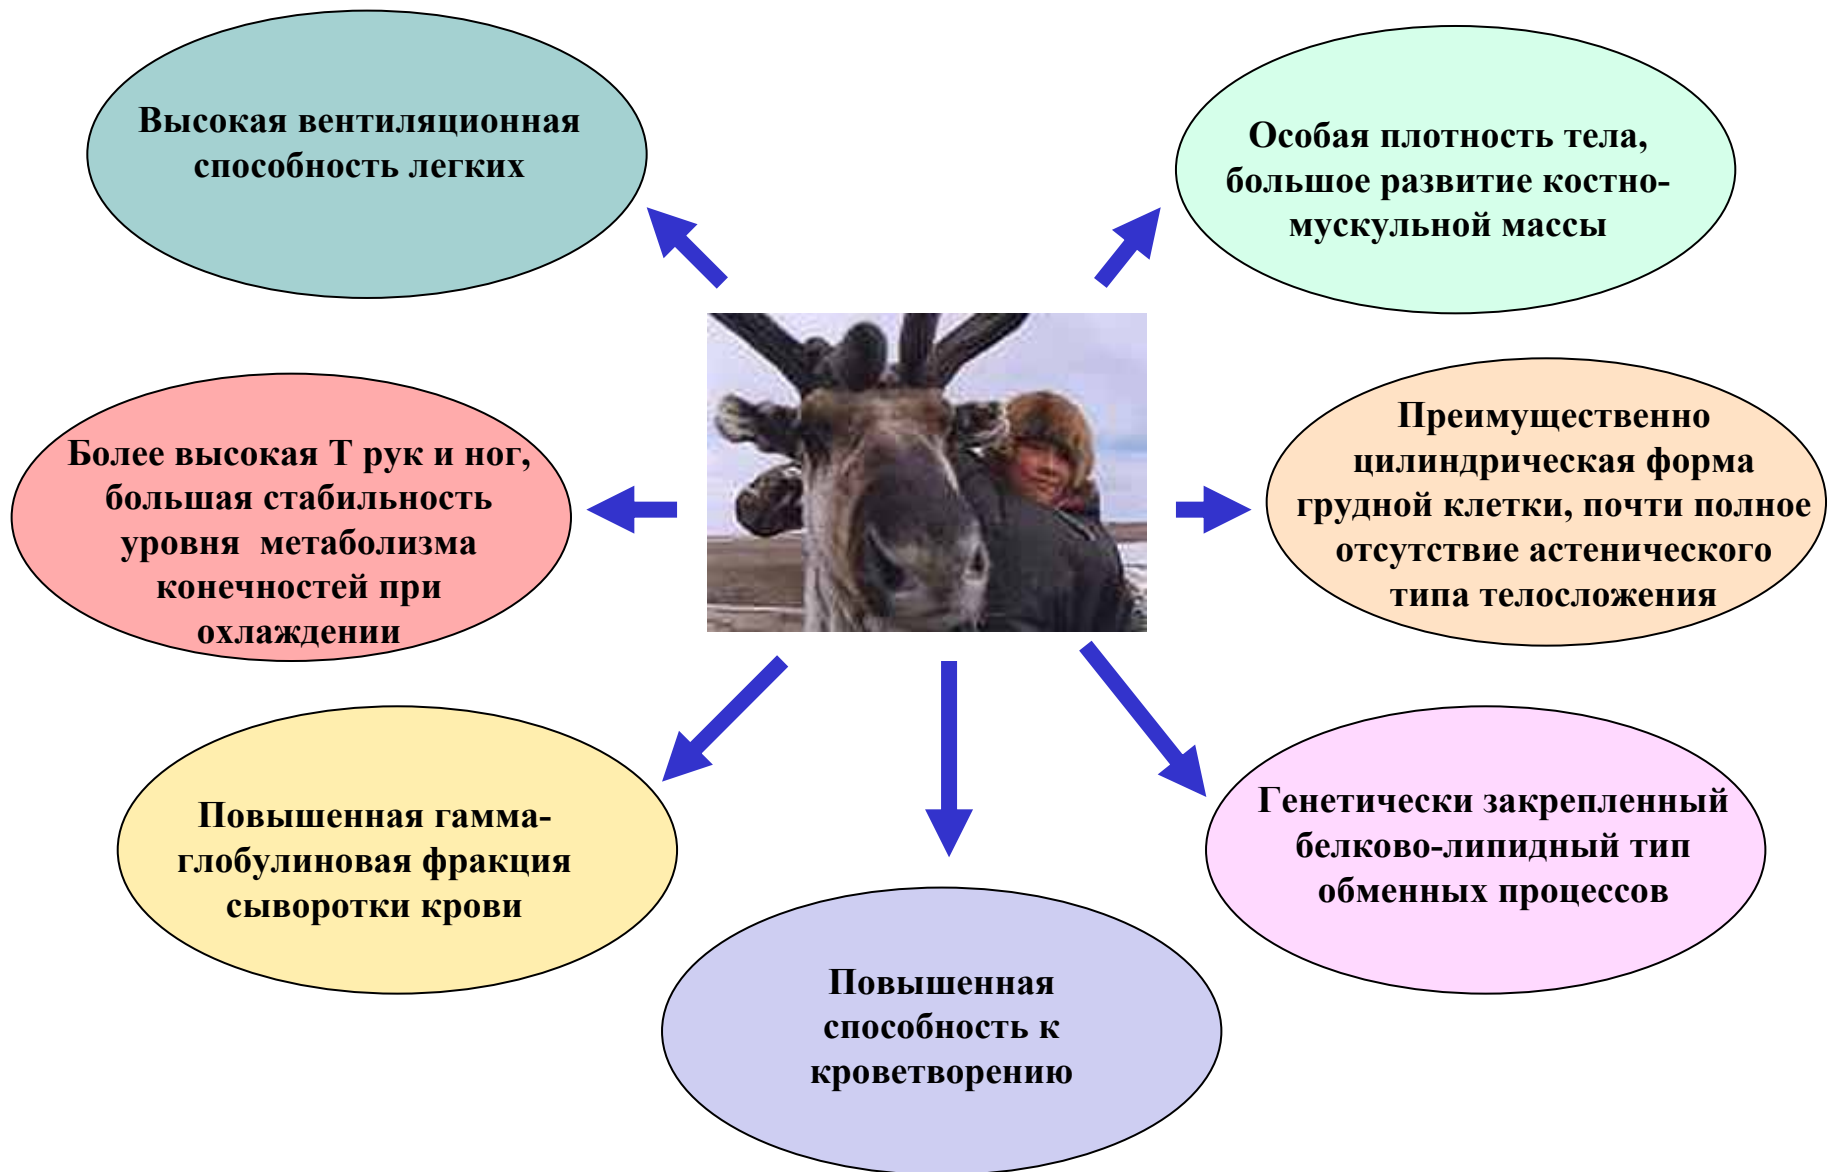 Высокая вентиляционная
способность легких
Особая плотность тела,
большое развитие костно-
мускульной массы
Более высокая Т рук и ног,
большая стабильность
уровня метаболизма
конечностей при
охлаждении
Преимущественно
цилиндрическая форма
грудной клетки, почти полное
отсутствие астенического
типа телосложения
Повышенная гамма-
глобулиновая фракция
сыворотки крови
Повышенная
способность к
кроветворению
Генетически закрепленный
белково-липидный тип
обменных процессов